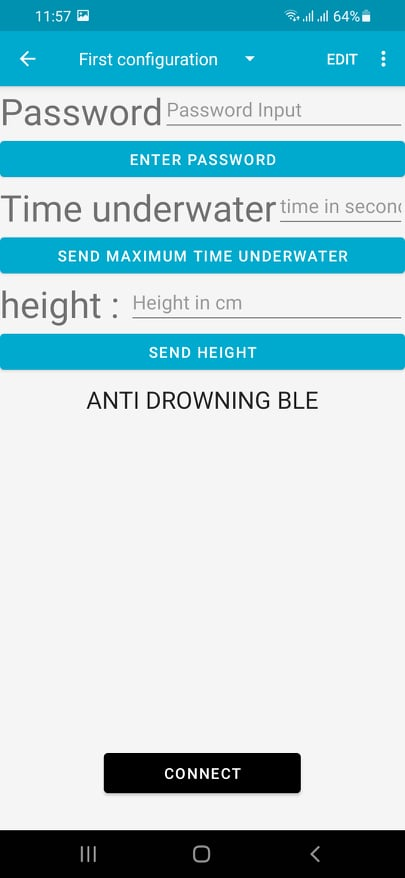 11:57 64%
First configuration EDIT
Password Password Input
ENTER PASSWORD
Time underwater time in secon
SEND MAXIMUM TIME UNDERWATER
height : Height in cm
SEND HEIGHT
ANTI DROWNING BLE
CONNECT